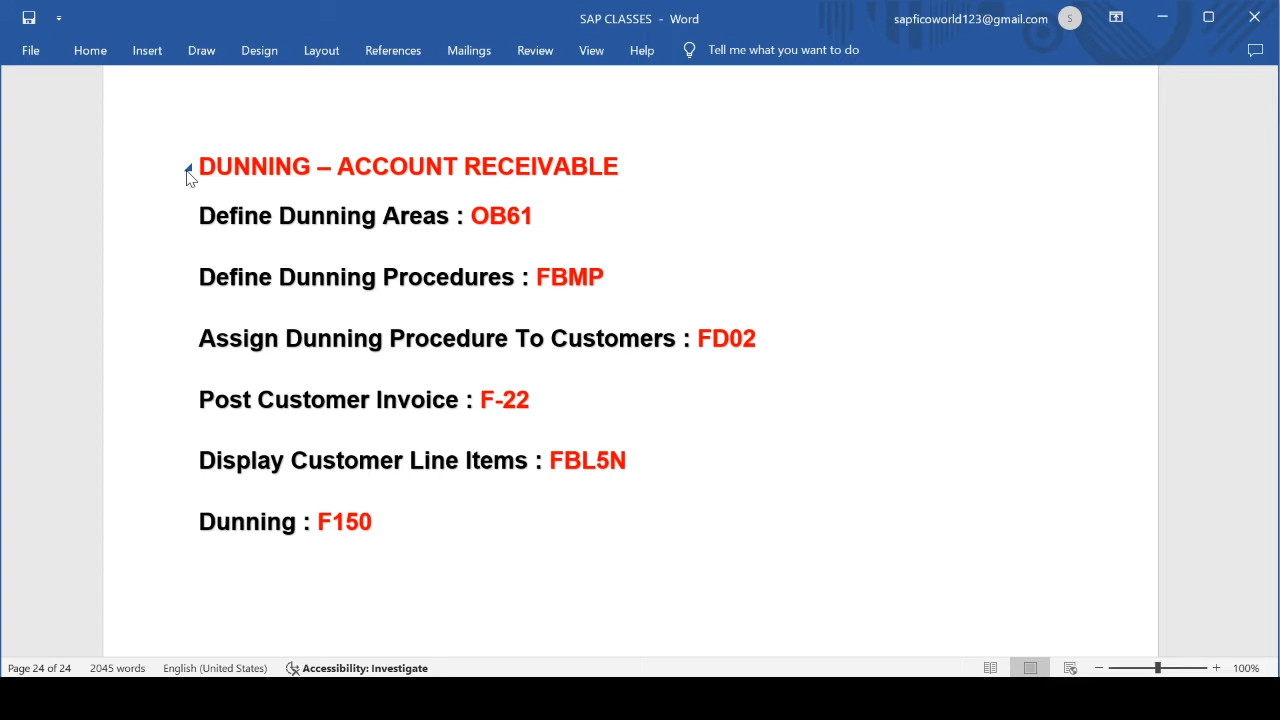 SAP CLASSES - Word
sapficoworld123@gmail.com
S
File Home Insert Draw Design Layout References Mailings Review View Help Tell me what you want to do
DUNNING – ACCOUNT RECEIVABLE
Define Dunning Areas : OB61
Define Dunning Procedures : FBMP
Assign Dunning Procedure To Customers : FD02
Post Customer Invoice : F-22
Display Customer Line Items : FBL5N
Dunning : F150
Page 24 of 24 2045 words English (United States) Accessibility: Investigate 100%